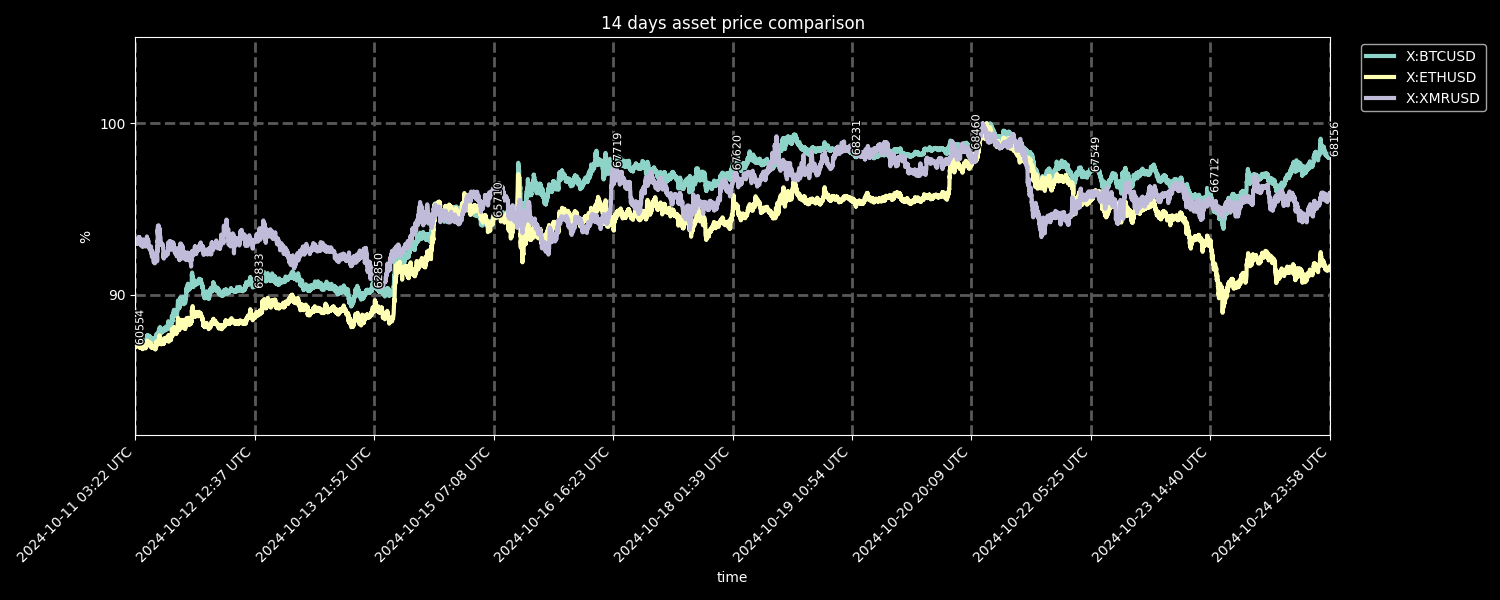 14 days asset price comparison
X:BTCUSD
X:ETHUSD
X:XMRUSD
100
90
%
60554
62833
62850
65710
67719
67620
68231
68460
67549
66712
68156
2024-10-11 03:22 UTC
2024-10-12 12:37 UTC
2024-10-13 21:52 UTC
2024-10-15 07:08 UTC
2024-10-16 16:23 UTC
2024-10-18 01:39 UTC
2024-10-19 10:54 UTC
2024-10-20 20:09 UTC
2024-10-22 05:25 UTC
2024-10-23 14:40 UTC
2024-10-24 23:58 UTC
time